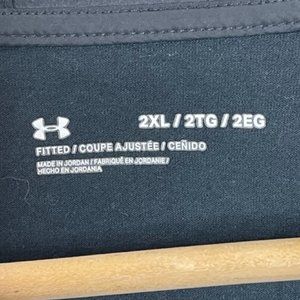 2XL / 2TG / 2EG
FITTED / COUPE AJUSTÉE / CEÑIDO
MADE IN JORDAN / FABRIQUÉ EN JORDANIE /
HECHO EN JORDANIA